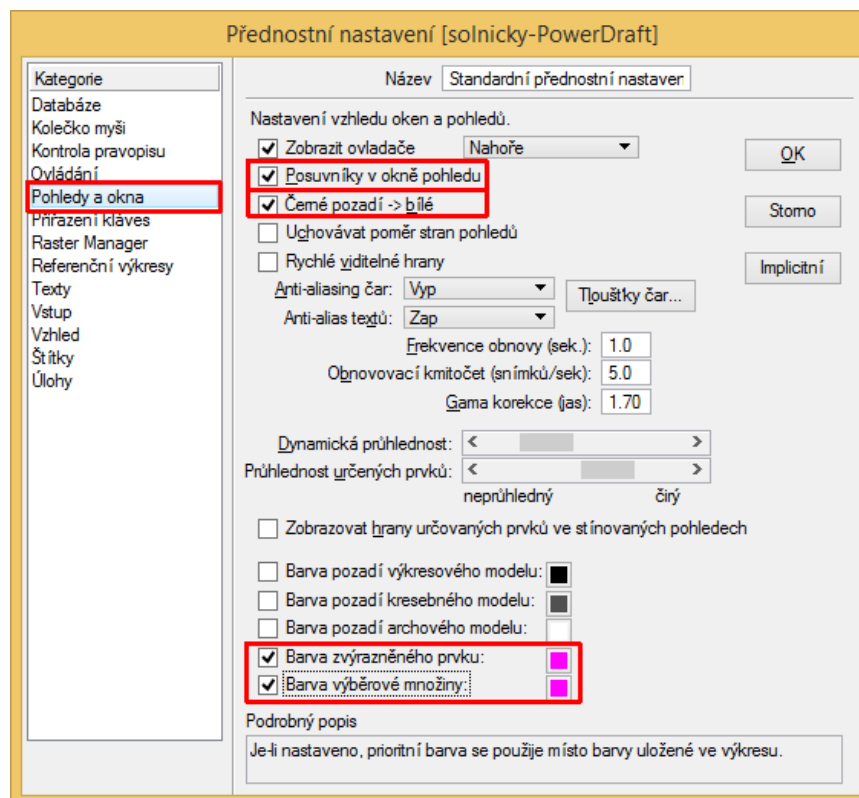 Přednostní nastavení [solnicky-PowerDraft]
Kategorie
Databáze
Kolečko myši
Kontrola pravopisu
Ovládání
Pohledy a okna
Přiřazení kláves
Raster Manager
Referenční výkresy
Texty
Vstup
Vzhled
Štítky
Úlohy
Název Standardní přednostní nastaven
Nastavení vzhledu oken a pohledů.
Zobrazit ovladače Nahoře
Posuvníky v okně pohledu
Černé pozadí -> bílé
Uchovávat poměr stran pohledů
Rychlé viditelné hrany
Anti-aliasing čar: Vyp Tloušťky čar...
Anti-alias textů: Zap
Frekvence obnovy (sek.): 1.0
Obnovovací kmitočet (snímků/sek): 5.0
Gama korekce (jas): 1.70
Dynamická průhlednost:
Průhlednost určených prvků:
neprůhledný čirý
Zobrazovat hrany určovaných prvků ve stínovaných pohledech
Barva pozadí výkresového modelu:
Barva pozadí kresebného modelu:
Barva pozadí archového modelu:
Barva zvýrazněného prvku:
Barva výběrové množiny:
Podrobný popis
Je-li nastaveno, prioritní barva se použije místo barvy uložené ve výkresu.
OK
Storno
Implicitní